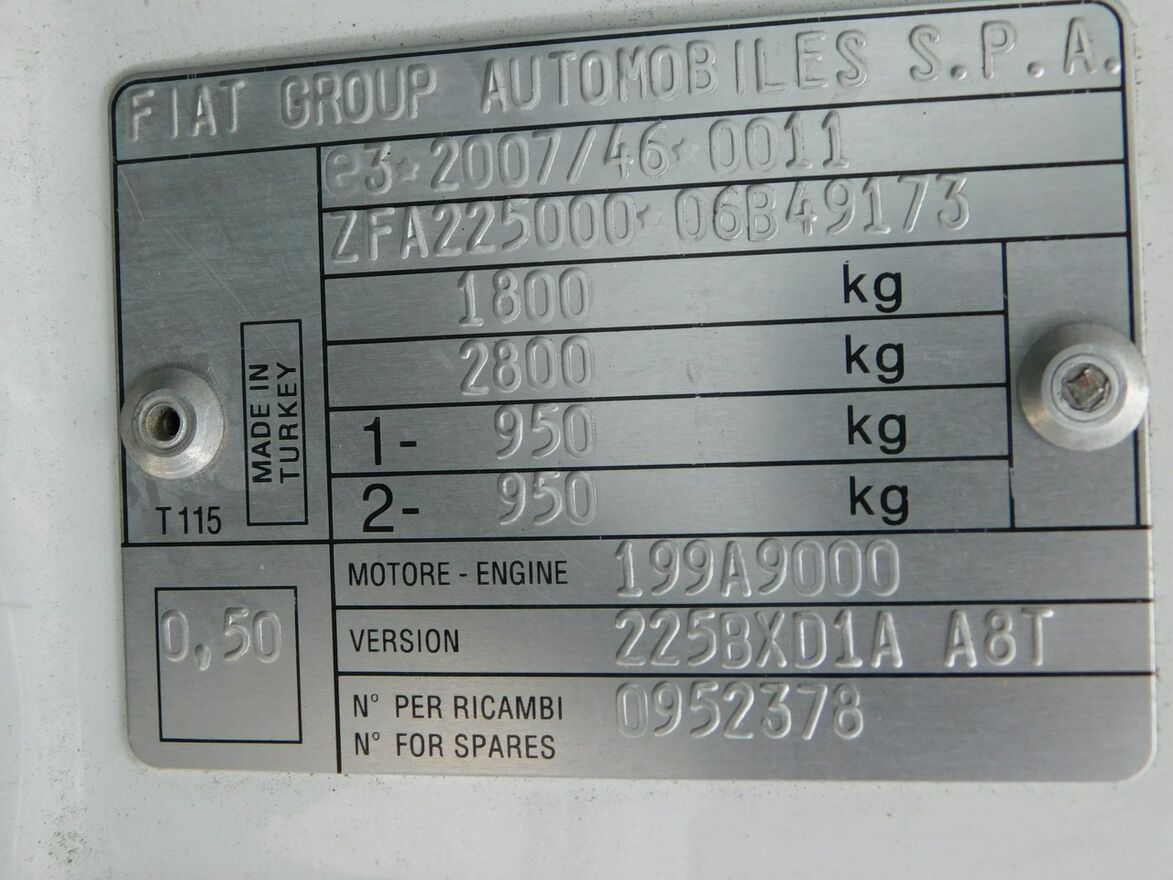 FIAT GROUP AUTOMOBILES S.P.A.
e3*2007/46*0011
ZFA225000*06B49173
1800 kg
2800 kg
1- 950 kg
2- 950 kg
MADE IN
TURKEY
T115
MOTORE - ENGINE 199A9000
0,50
VERSION 225BXD1A A8T
N° PER RICAMBI 0952378
N° FOR SPARES